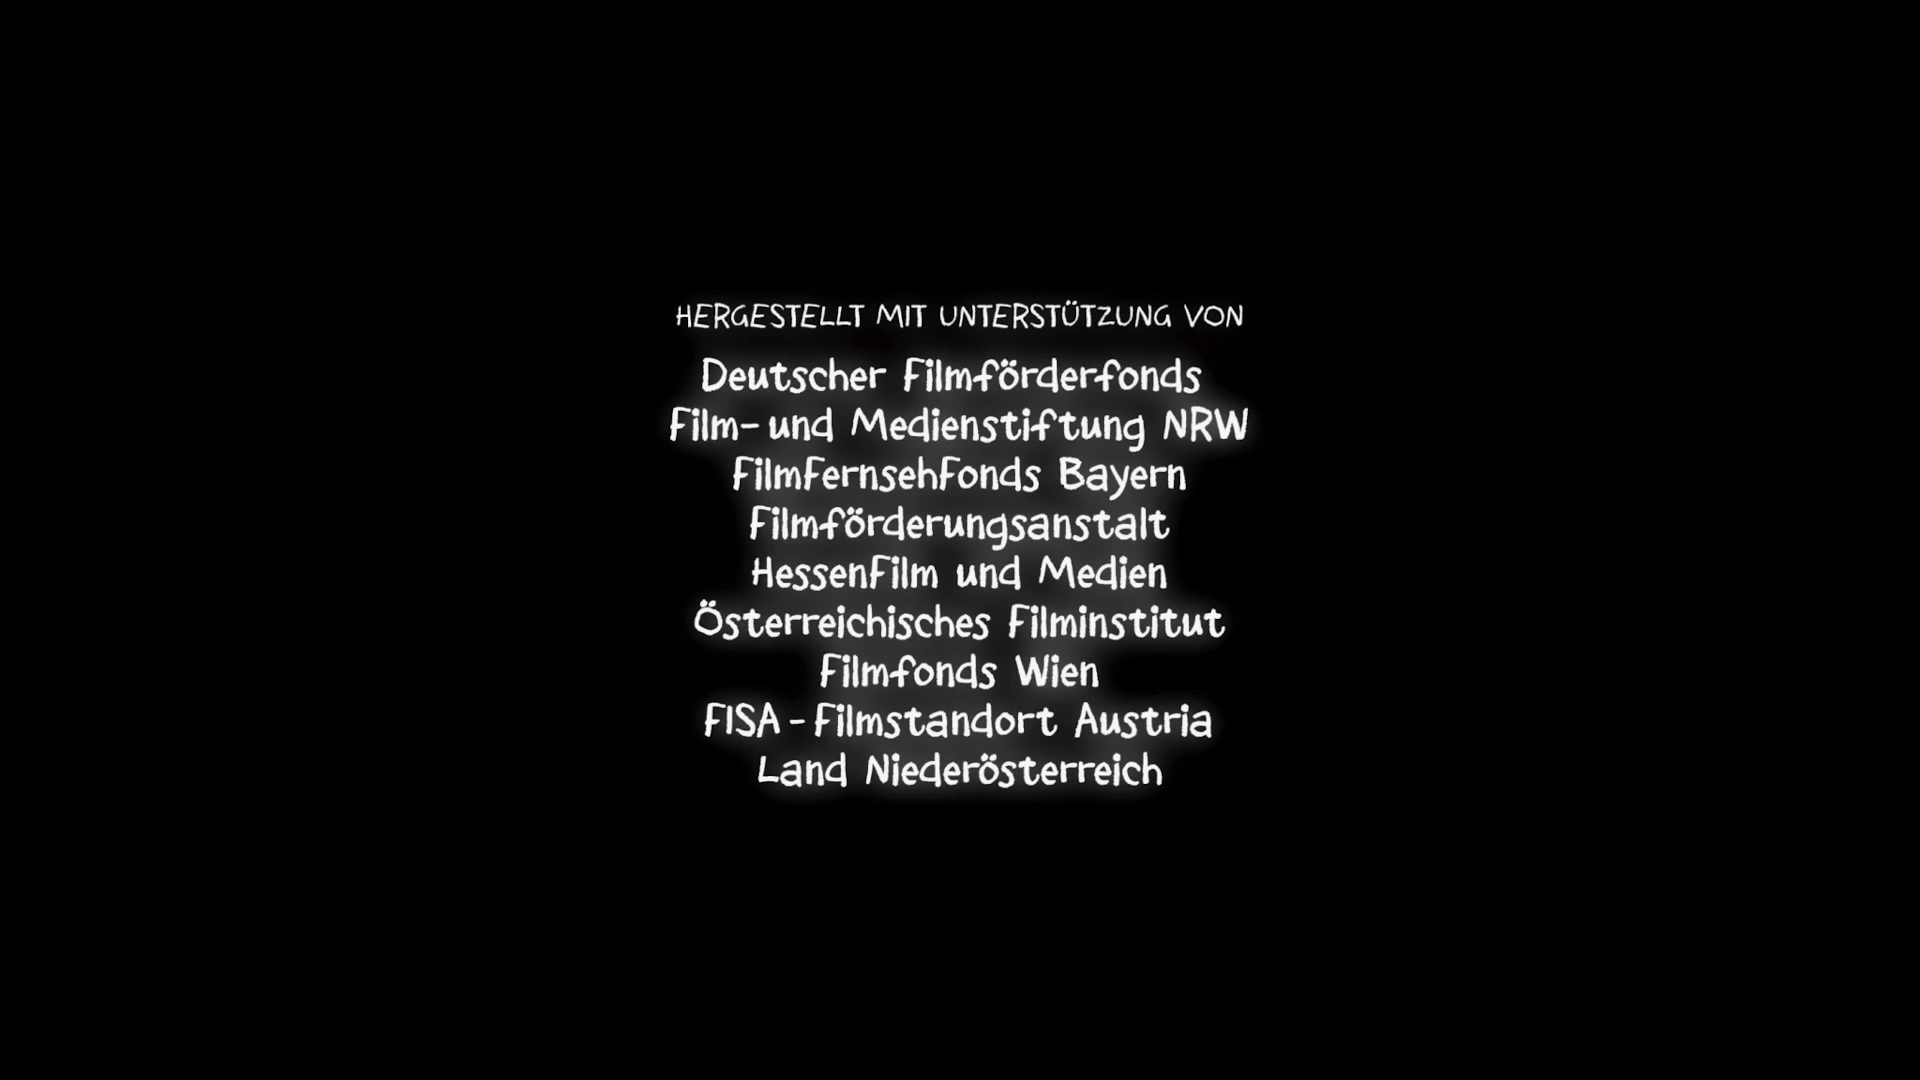 HERGESTELLT MIT UNTERSTÜTZUNG VON
Deutscher Filmförderfonds
Film- und Medienstiftung NRW
FilmFernsehFonds Bayern
Filmförderungsanstalt
HessenFilm und Medien
Österreichisches Filminstitut
Filmfonds Wien
FISA - Filmstandort Austria
Land Niederösterreich